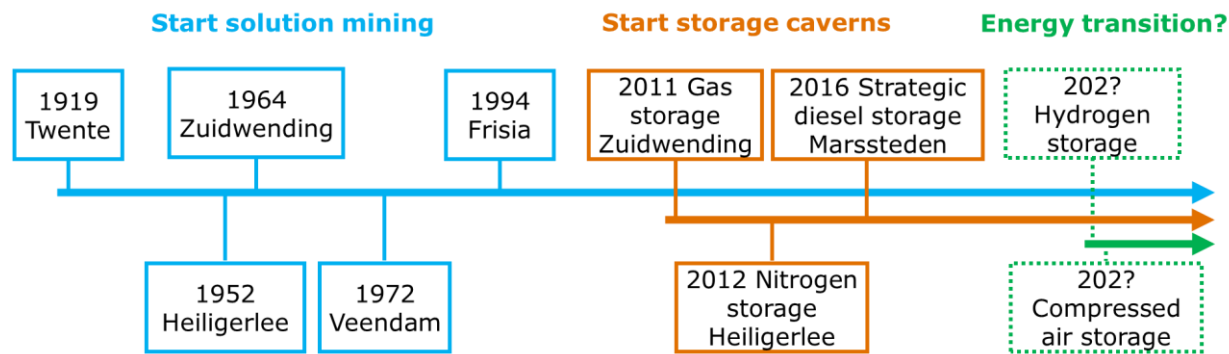 Start solution mining
Start storage caverns
Energy transition?
1919
Twente
1964
Zuidwending
1994
Frisia
2011 Gas
storage
Zuidwending
2016 Strategic
diesel storage
Marssteden
202?
Hydrogen
storage
1952
Heiligerlee
1972
Veendam
2012 Nitrogen
storage
Heiligerlee
202?
Compressed
air storage